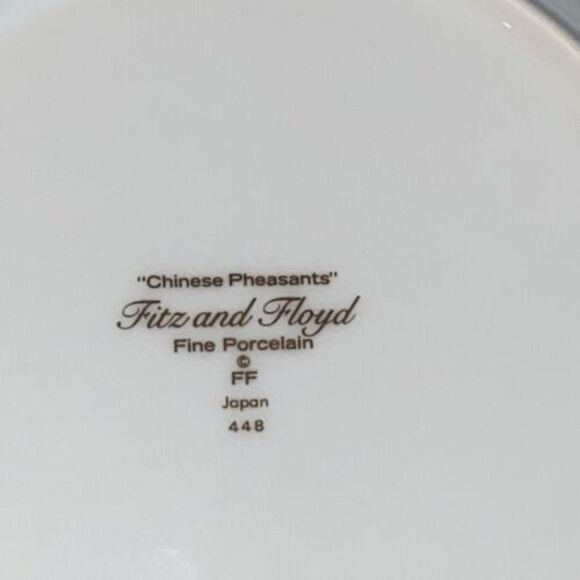 "Chinese Pheasants"
Fitz and Floyd
Fine Porcelain
©
FF
Japan
448